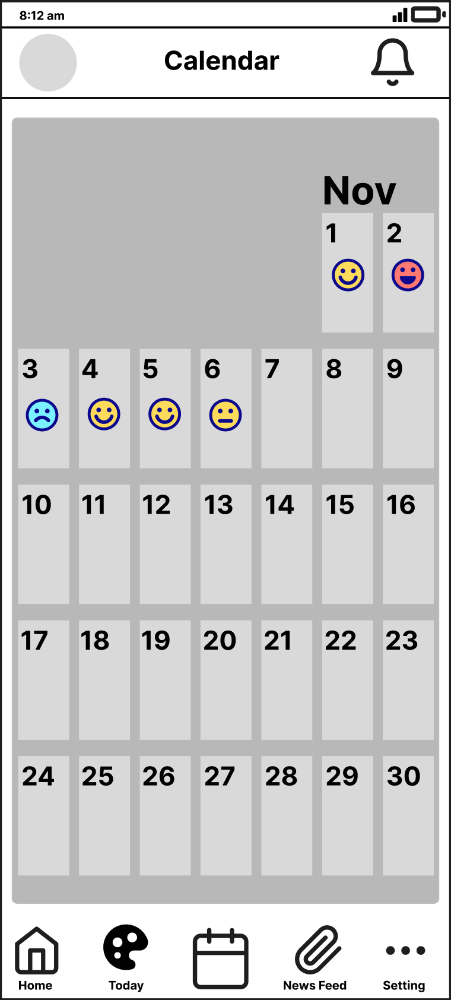 8:12 am
Calendar
Nov
1 2
3 4 5 6 7 8 9
10 11 12 13 14 15 16
17 18 19 20 21 22 23
24 25 26 27 28 29 30
Home Today News Feed Setting